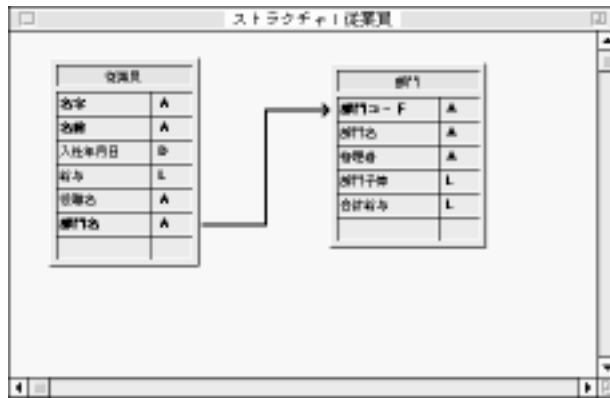 ストラクチャ|従業員
従業員
名字 A
名前 A
入社年月日 D
給与 L
役職名 A
部門名 A
部門
部門コード A
部門名 A
管理者 A
部門予算 L
合計給与 L